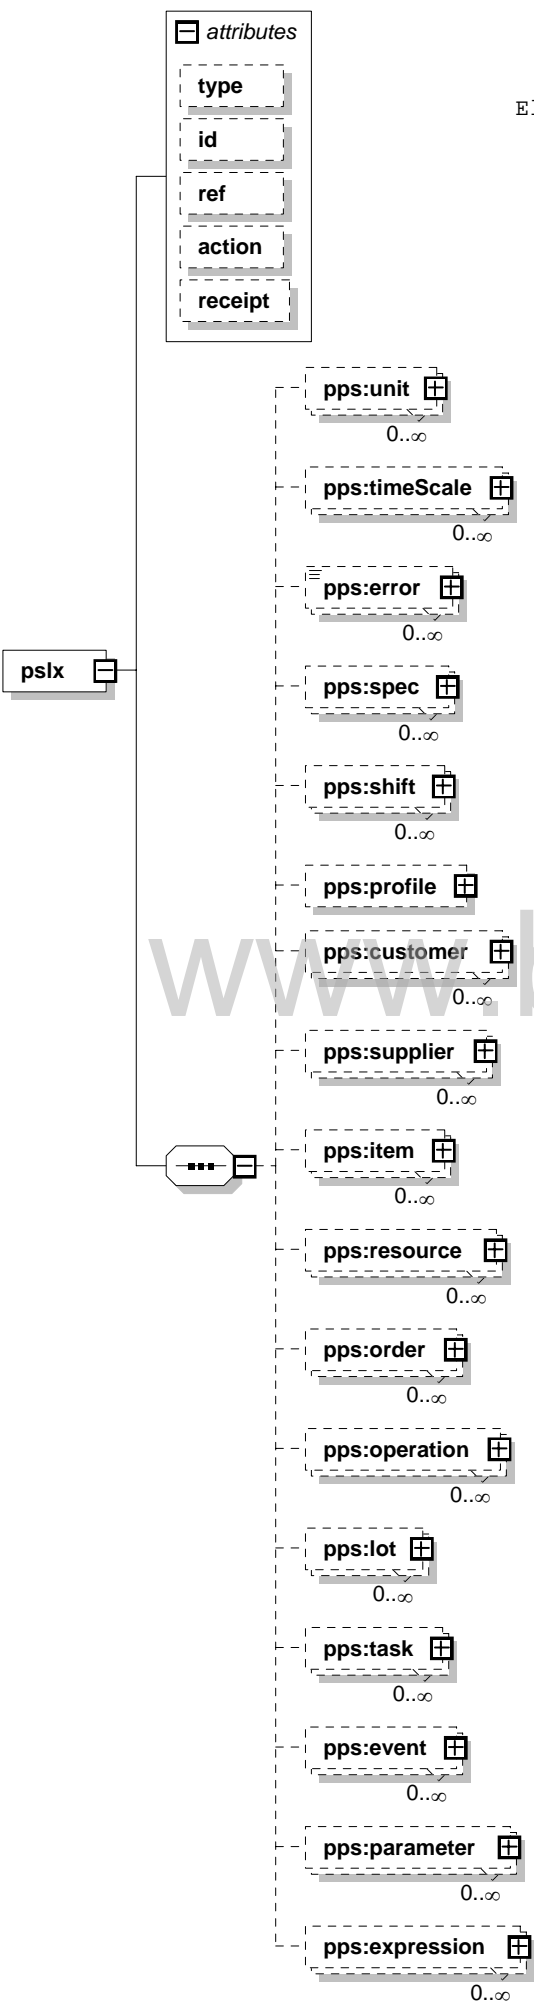 attributes
type
El
id
ref
action
receipt
pps:unit
0..∞
pps:timeScale
0..∞
pps:error
0..∞
pslx
pps:spec
0..∞
pps:shift
0..∞
pps:profile
www.b
pps:customer
0..∞
pps:supplier
0..∞
pps:item
0..∞
pps:resource
0..∞
pps:order
0..∞
pps:operation
0..∞
pps:lot
0..∞
pps:task
0..∞
pps:event
0..∞
pps:parameter
0..∞
pps:expression
0..∞